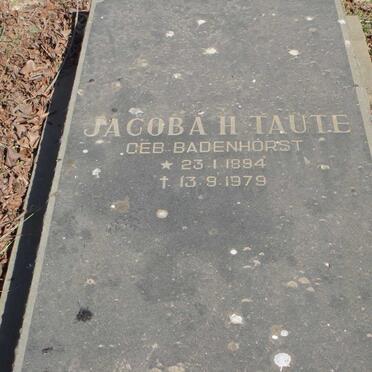 JACOBA H TAUTE
GEB BADENHORST
* 23.1.1894
† 13.9.1979